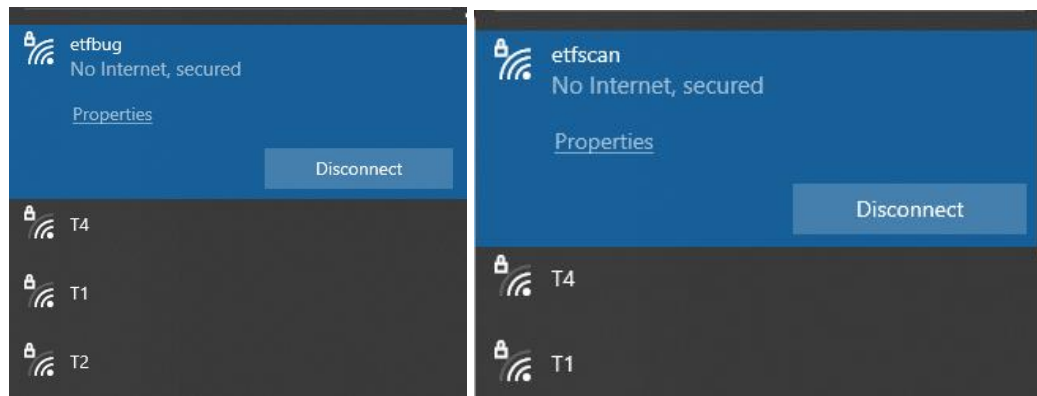 etfbug
No Internet, secured
Properties
Disconnect
T4
T1
T2
etfscan
No Internet, secured
Properties
Disconnect
T4
T1